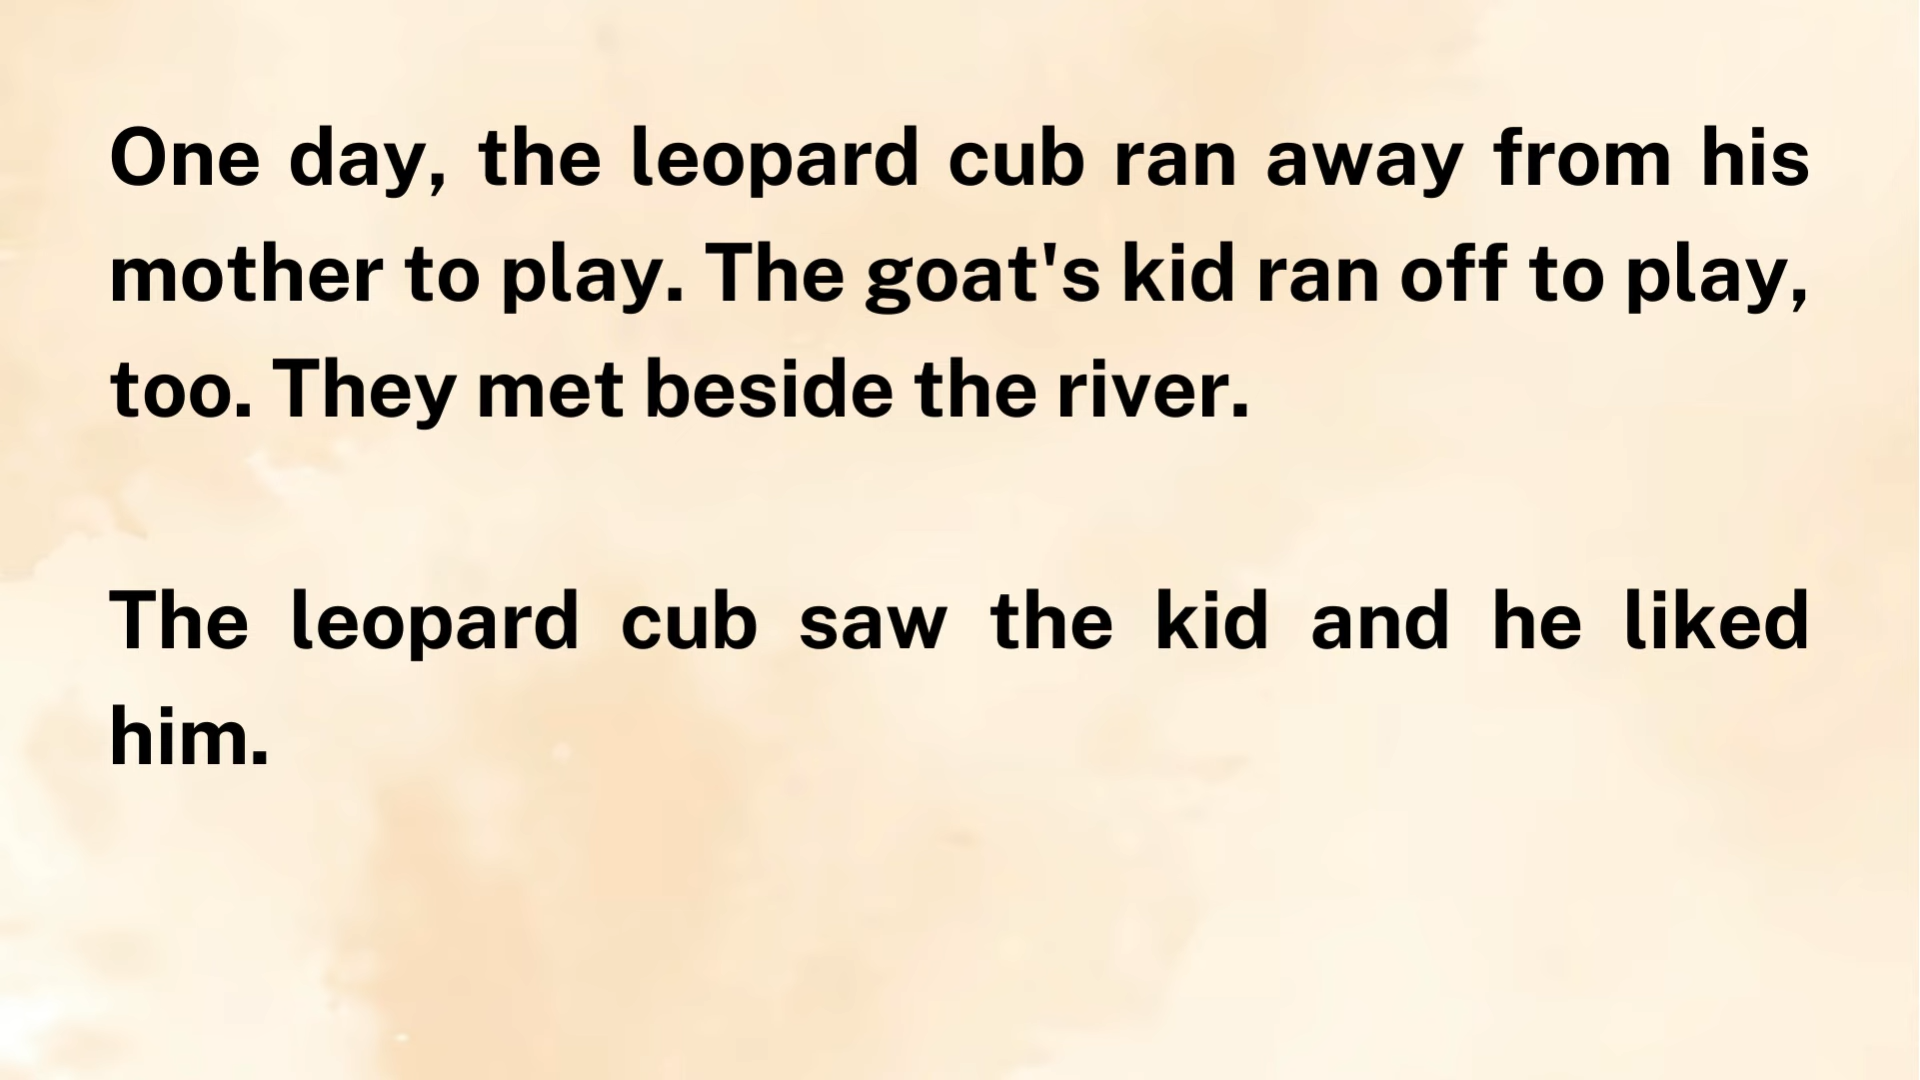 One day, the leopard cub ran away from his
mother to play. The goat's kid ran off to play,
too. They met beside the river.
The leopard cub saw the kid and he liked
him.